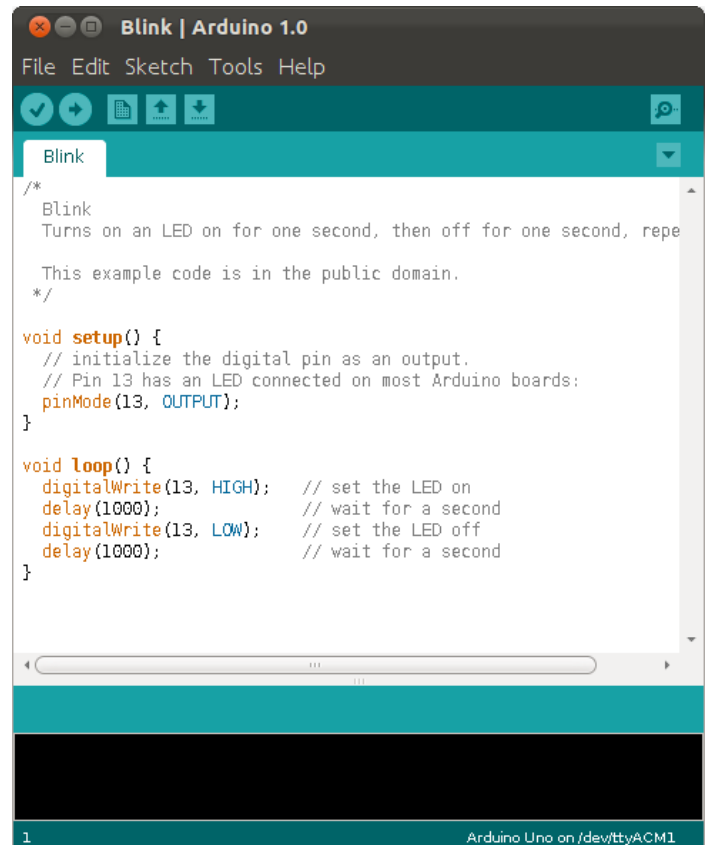 Blink | Arduino 1.0
File Edit Sketch Tools Help
Blink
/*
  Blink
  Turns on an LED on for one second, then off for one second, repe

  This example code is in the public domain.
 */

void setup() {
  // initialize the digital pin as an output.
  // Pin 13 has an LED connected on most Arduino boards:
  pinMode(13, OUTPUT);
}

void loop() {
  digitalWrite(13, HIGH);   // set the LED on
  delay(1000);              // wait for a second
  digitalWrite(13, LOW);    // set the LED off
  delay(1000);              // wait for a second
}
1 Arduino Uno on /dev/ttyACM1